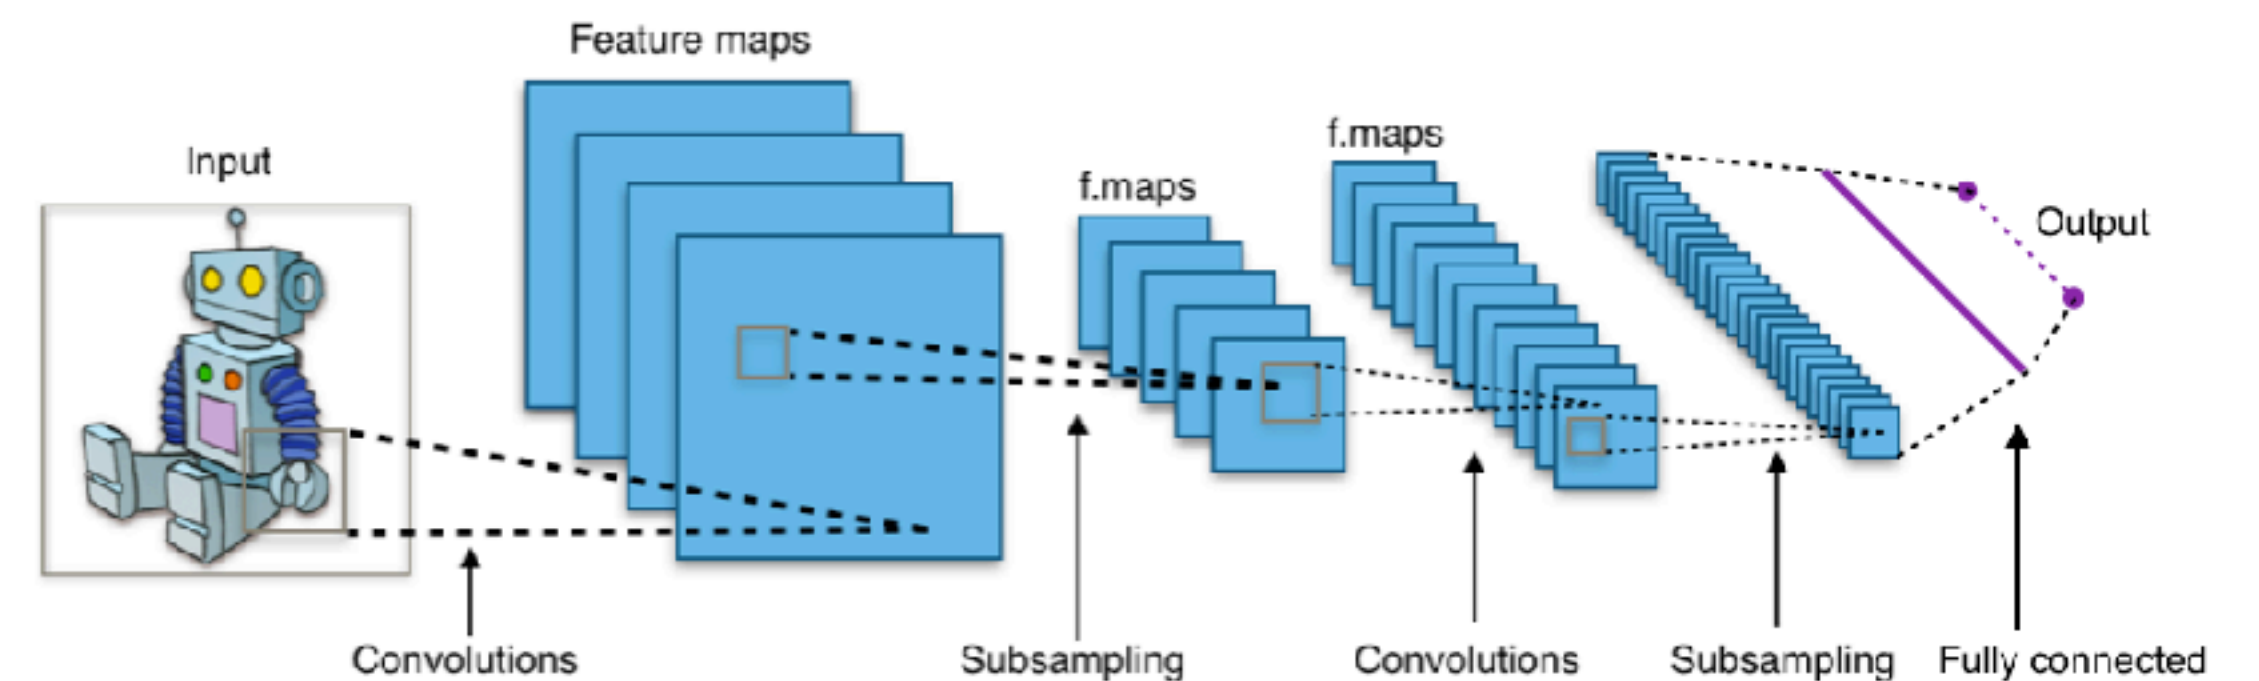 Feature maps
Input
f.maps
f.maps
Output
Convolutions
Subsampling
Convolutions
Subsampling
Fully connected